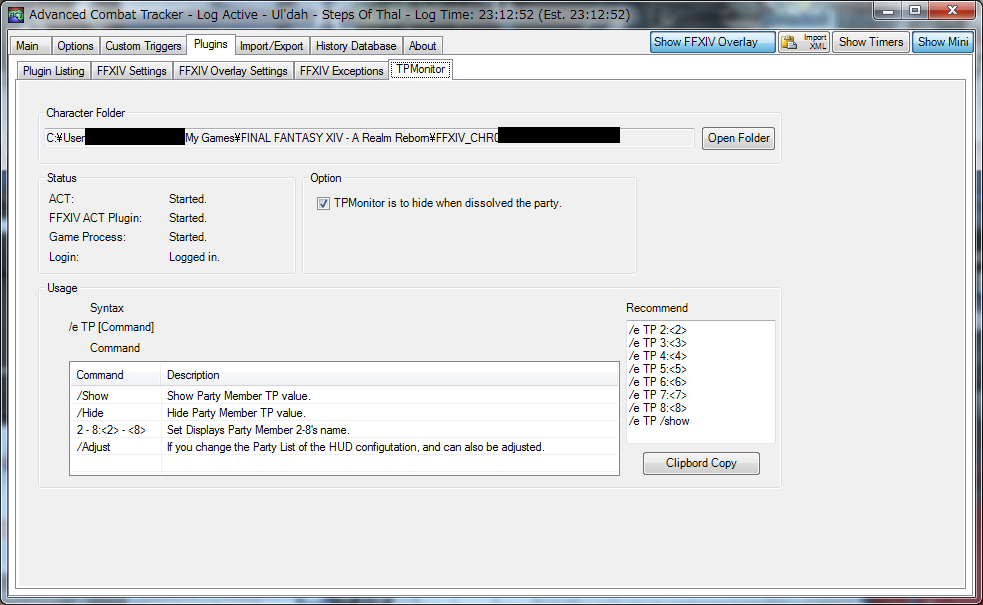 Advanced Combat Tracker - Log Active - Ul'dah - Steps Of Thal - Log Time: 23:12:52 (Est. 23:12:52)
Main Options Custom Triggers Plugins Import/Export History Database About Show FFXIV Overlay Import XML Show Timers Show Mini
Plugin Listing FFXIV Settings FFXIV Overlay Settings FFXIV Exceptions TPMonitor
Character Folder
C:¥User My Games¥FINAL FANTASY XIV - A Realm Reborn¥FFXIV_CHR0 Open Folder
Status
ACT: Started.
FFXIV ACT Plugin: Started.
Game Process: Started.
Login: Logged in.
Option
TPMonitor is to hide when dissolved the party.
Usage
Syntax
/e TP [Command]
Command
Command Description
/Show Show Party Member TP value.
/Hide Hide Party Member TP value.
2 - 8:<2> - <8> Set Displays Party Member 2-8's name.
/Adjust If you change the Party List of the HUD configutation, and can also be adjusted.
Recommend
/e TP 2:<2>
/e TP 3:<3>
/e TP 4:<4>
/e TP 5:<5>
/e TP 6:<6>
/e TP 7:<7>
/e TP 8:<8>
/e TP /show
Clipbord Copy